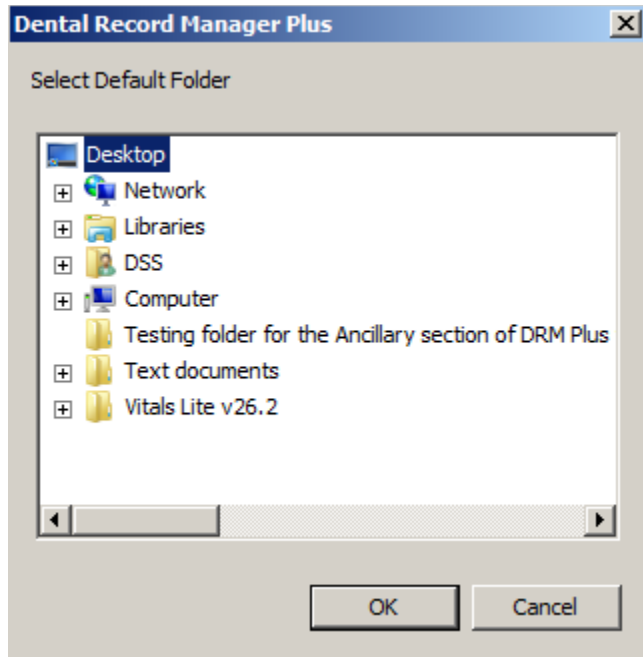 Dental Record Manager Plus
Select Default Folder
Desktop
Network
Libraries
DSS
Computer
Testing folder for the Ancillary section of DRM Plus
Text documents
Vitals Lite v26.2
OK Cancel